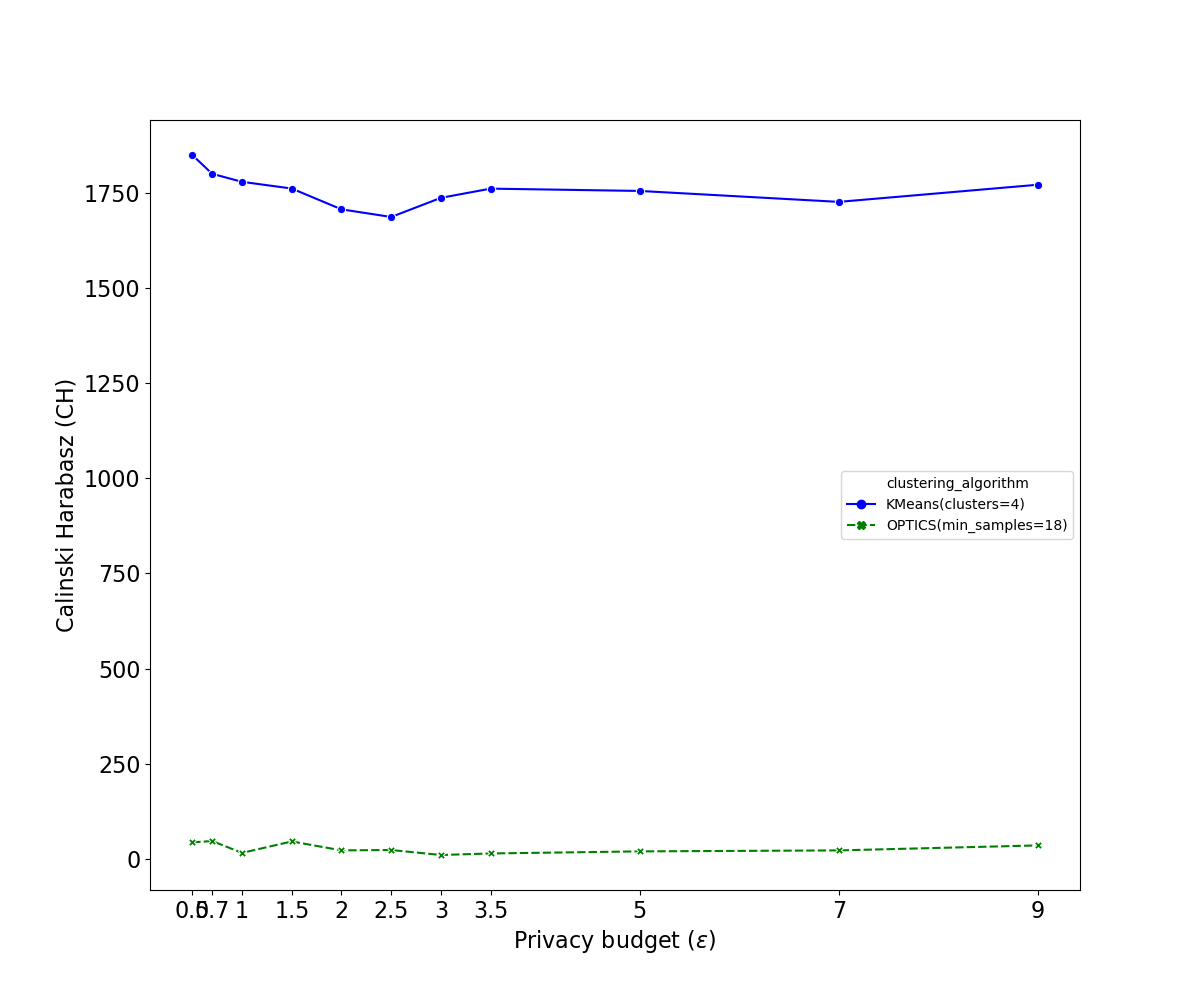 1750
1500
1250
1000
750
500
250
0
Calinski Harabasz (CH)
clustering_algorithm
KMeans(clusters=4)
OPTICS(min_samples=18)
0.5 0.7 1 1.5 2 2.5 3 3.5 5 7 9
Privacy budget (ε)